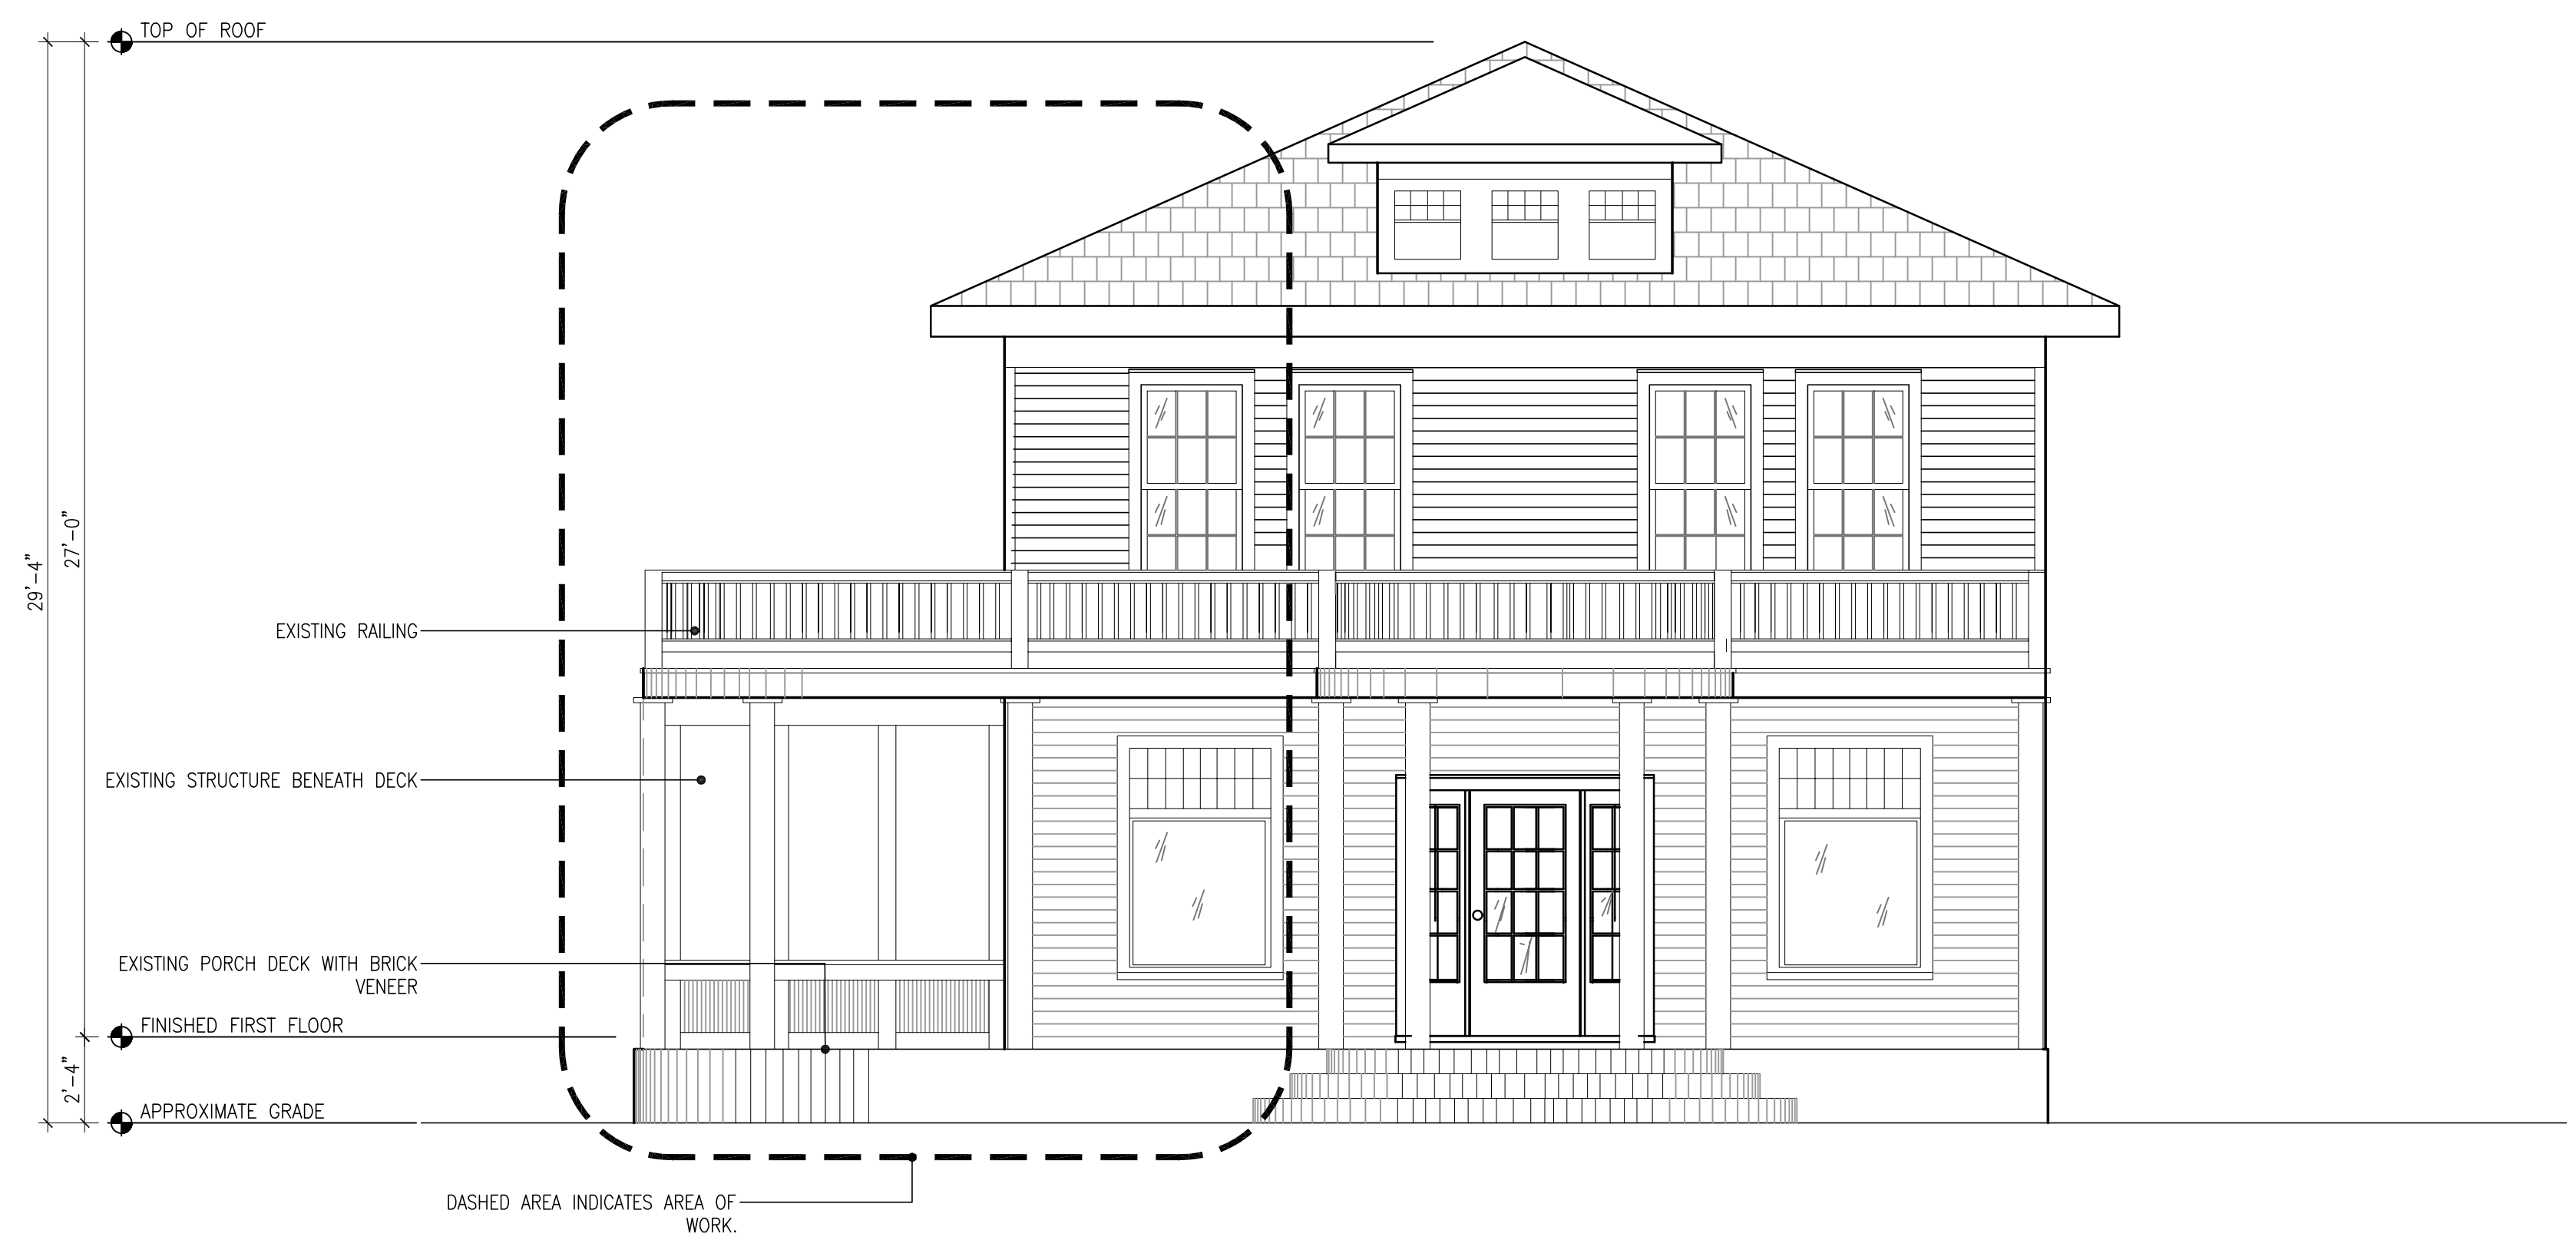 TOP OF ROOF
27'-0"
29'-4"
EXISTING RAILING
EXISTING STRUCTURE BENEATH DECK
EXISTING PORCH DECK WITH BRICK
VENEER
FINISHED FIRST FLOOR
2'-4"
APPROXIMATE GRADE
DASHED AREA INDICATES AREA OF
WORK.